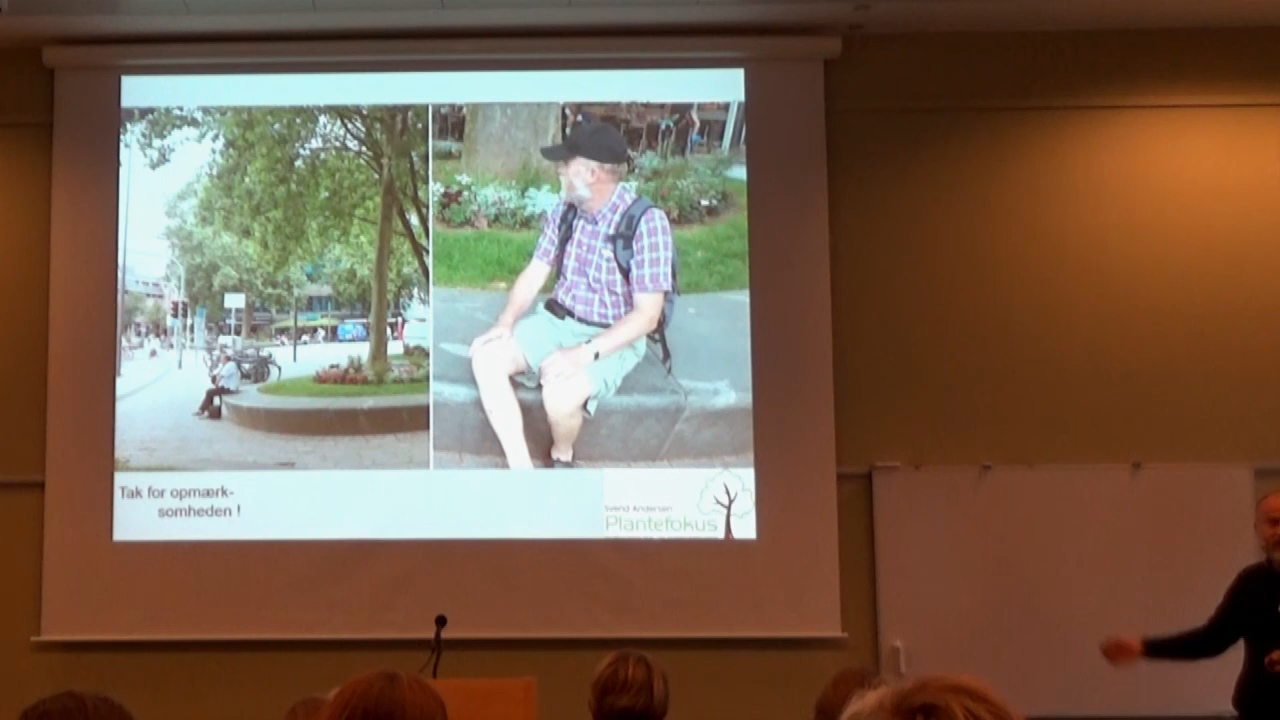 Tak for opmærk-
somheden !
Svend Andersen
Plantefokus